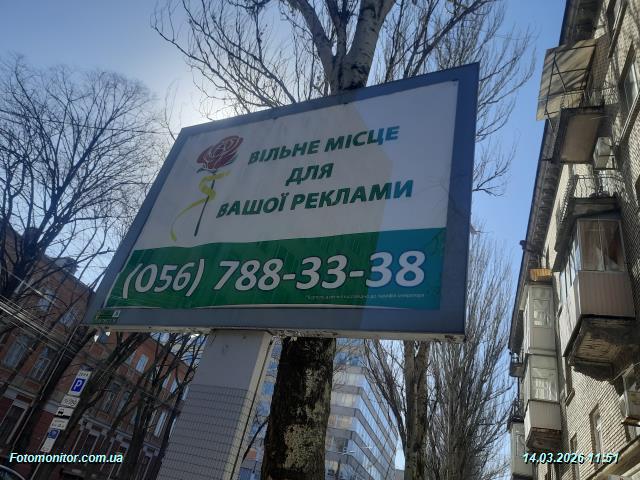 ВІЛЬНЕ МІСЦЕ
ДЛЯ
ВАШОЇ РЕКЛАМИ
(056) 788-33-38
P
Fotomonitor.com.ua
14.03.2026 11:51